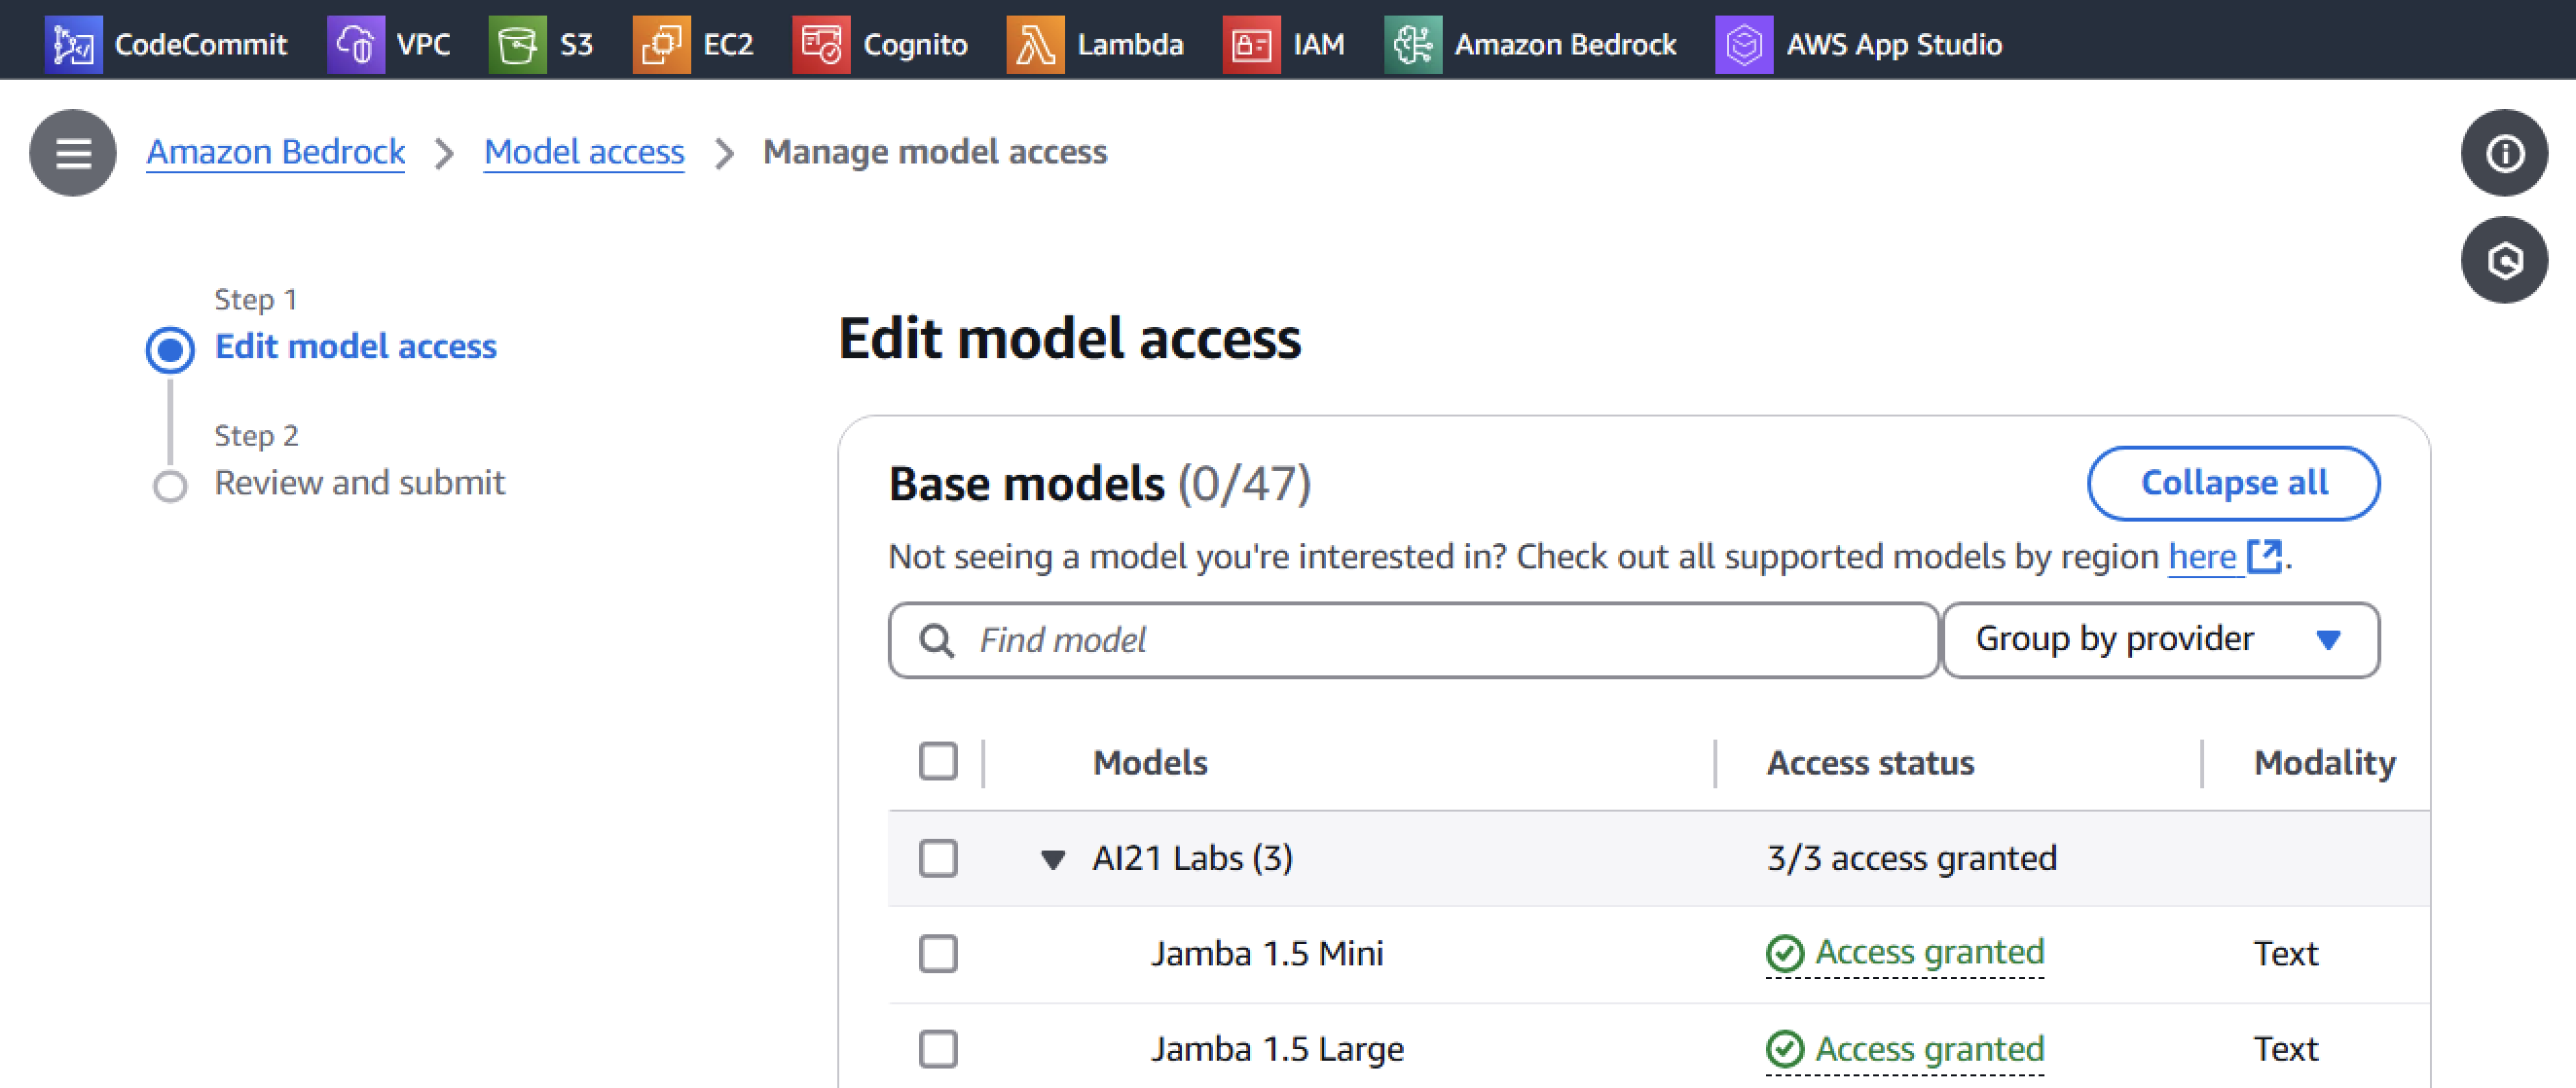 CodeCommit VPC S3 EC2 Cognito Lambda IAM Amazon Bedrock AWS App Studio
Amazon Bedrock Model access Manage model access
Step 1
Edit model access
Step 2
Review and submit
Edit model access
Base models (0/47)
Collapse all
Not seeing a model you're interested in? Check out all supported models by region here.
Find model
Group by provider
Models Access status Modality
AI21 Labs (3) 3/3 access granted
Jamba 1.5 Mini Access granted Text
Jamba 1.5 Large Access granted Text